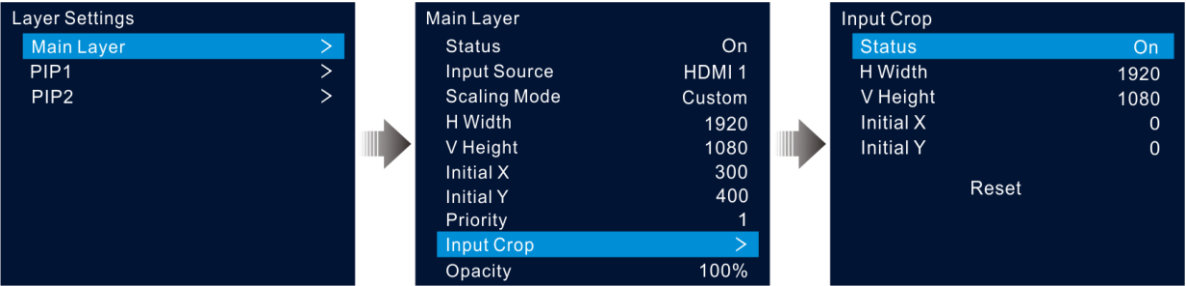 Layer Settings
Main Layer >
PIP1 >
PIP2 >
Main Layer
Status On
Input Source HDMI 1
Scaling Mode Custom
H Width 1920
V Height 1080
Initial X 300
Initial Y 400
Priority 1
Input Crop >
Opacity 100%
Input Crop
Status On
H Width 1920
V Height 1080
Initial X 0
Initial Y 0
Reset